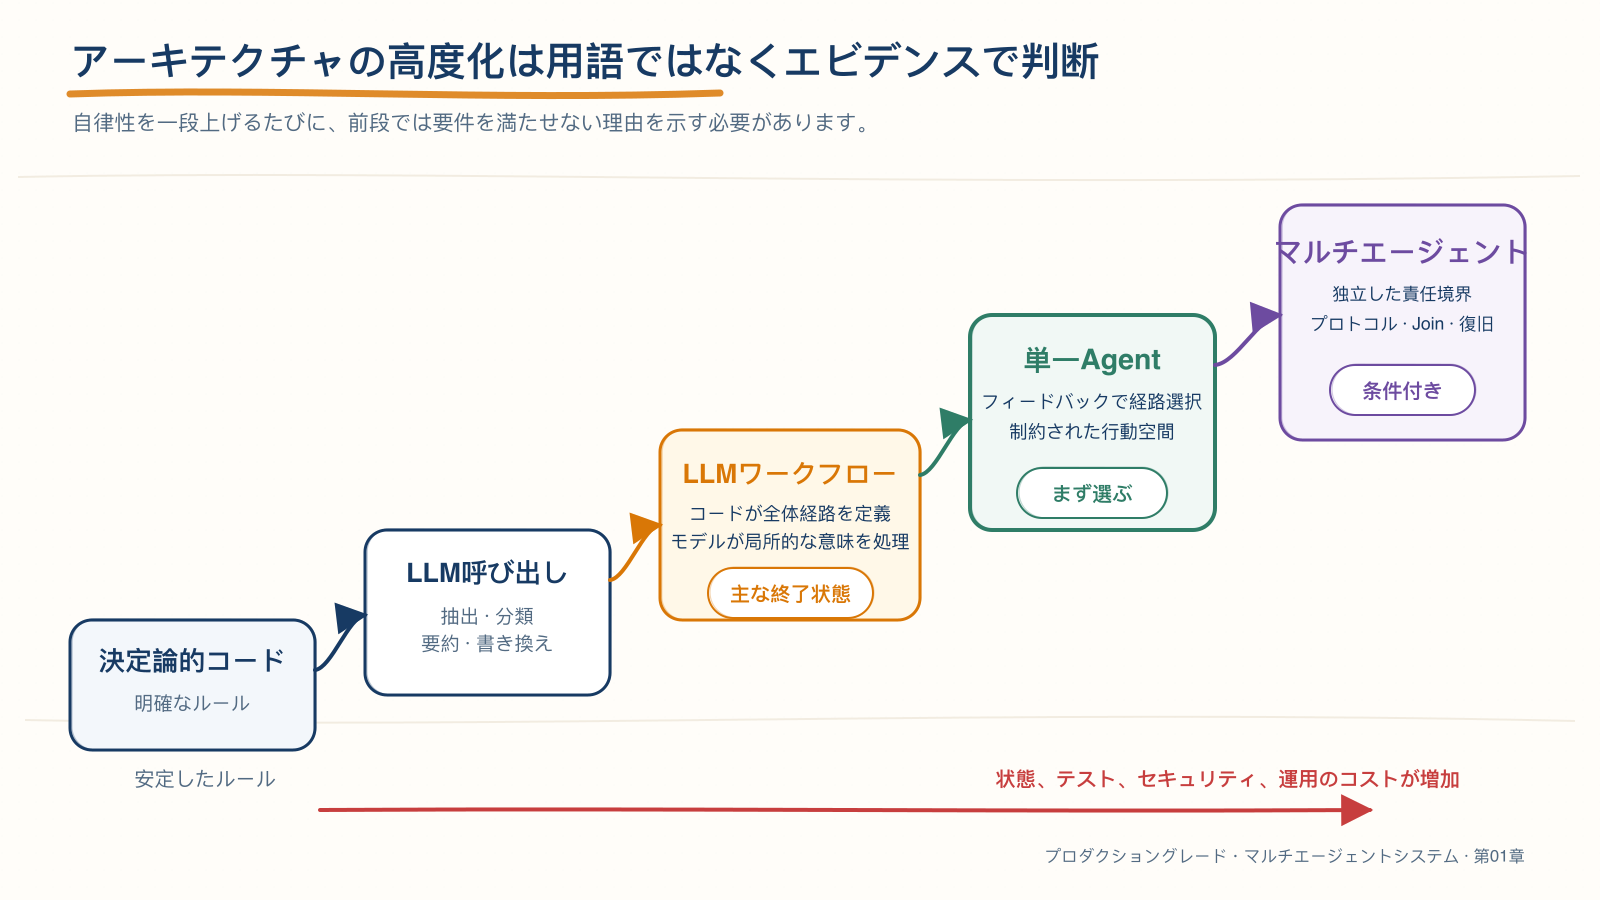 アーキテクチャの高度化は用語ではなくエビデンスで判断
自律性を一段上げるたびに、前段では要件を満たせない理由を示す必要があります。
決定論的コード
明確なルール
安定したルール
LLM呼び出し
抽出·分類
要約·書き換え
LLMワークフロー
コードが全体経路を定義
モデルが局所的な意味を処理
主な終了状態
単一Agent
フィードバックで経路選択
制約された行動空間
まず選ぶ
マルチエージェント
独立した責任境界
プロトコル·Join·復旧
条件付き
状態、テスト、セキュリティ、運用のコストが増加
プロダクショングレード·マルチエージェントシステム·第01章